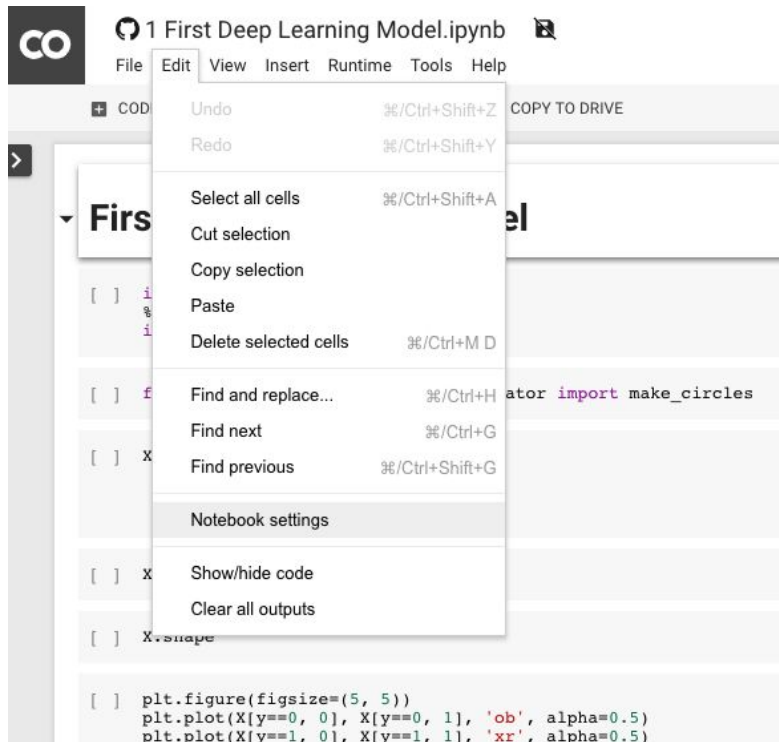 CO
1 First Deep Learning Model.ipynb
File Edit View Insert Runtime Tools Help
COD
COPY TO DRIVE
Undo ⌘/Ctrl+Shift+Z
Redo ⌘/Ctrl+Shift+Y
Select all cells ⌘/Ctrl+Shift+A
Cut selection
Copy selection
Paste
Delete selected cells ⌘/Ctrl+M D
Find and replace... ⌘/Ctrl+H
Find next ⌘/Ctrl+G
Find previous ⌘/Ctrl+Shift+G
Notebook settings
Show/hide code
Clear all outputs
Firs el
[ ] i
%
i
[ ] f ator import make_circles
[ ] X
[ ] X
[ ] X.shape
[ ] plt.figure(figsize=(5, 5))
plt.plot(X[y==0, 0], X[y==0, 1], 'ob', alpha=0.5)
plt.plot(X[y==1, 0], X[y==1, 1], 'xr', alpha=0.5)